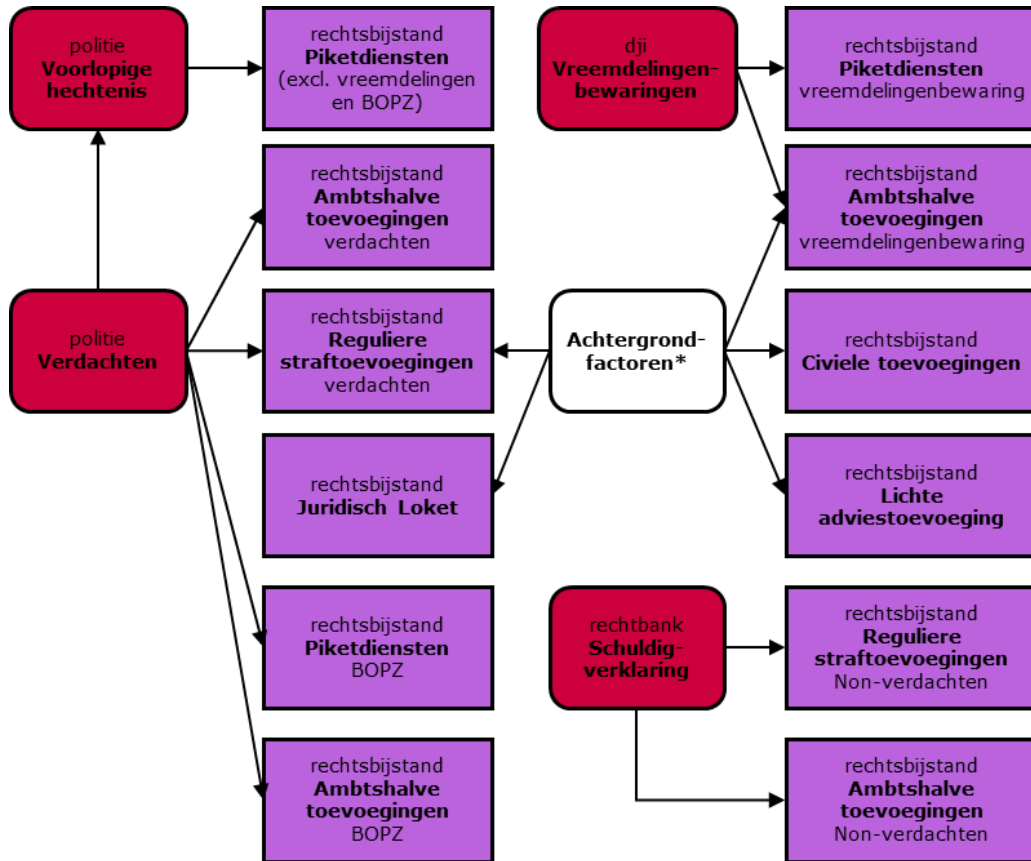 politie
Voorlopige
hechtenis
rechtsbijstand
Piketdiensten
(excl. vreemdelingen
en BOPZ)
dji
Vreemdelingen-
bewaringen
rechtsbijstand
Piketdiensten
vreemdelingenbewaring
rechtsbijstand
Ambtshalve
toevoegingen
verdachten
rechtsbijstand
Ambtshalve
toevoegingen
vreemdelingenbewaring
politie
Verdachten
rechtsbijstand
Reguliere
straftoevoegingen
verdachten
Achtergrond-
factoren*
rechtsbijstand
Civiele toevoegingen
rechtsbijstand
Juridisch Loket
rechtsbijstand
Lichte
adviestoevoeging
rechtsbijstand
Piketdiensten
BOPZ
rechtbank
Schuldig-
verklaring
rechtsbijstand
Reguliere
straftoevoegingen
Non-verdachten
rechtsbijstand
Ambtshalve
toevoegingen
BOPZ
rechtsbijstand
Ambtshalve
toevoegingen
Non-verdachten